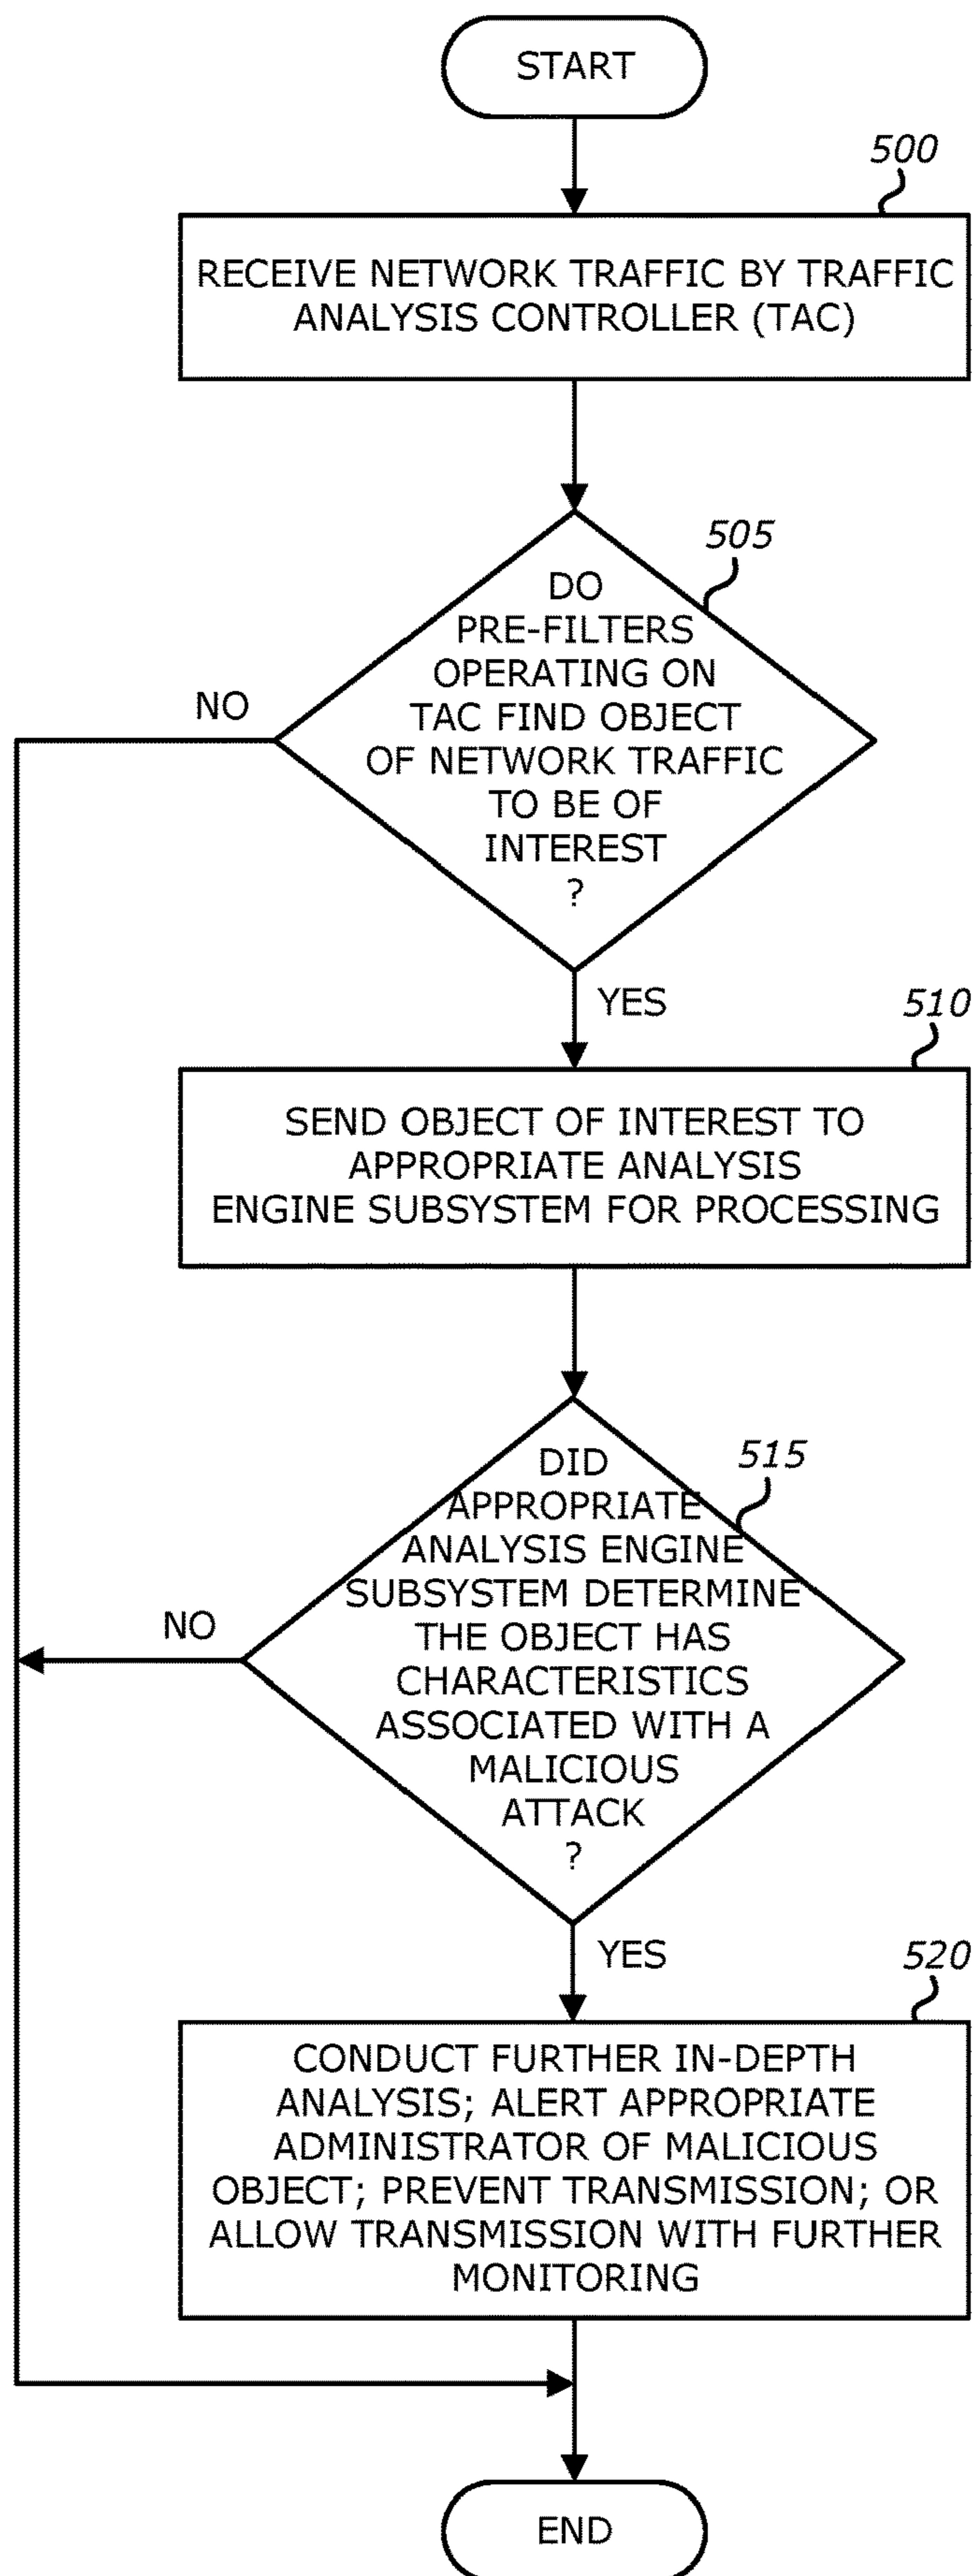 START
500
RECEIVE NETWORK TRAFFIC BY TRAFFIC
ANALYSIS CONTROLLER (TAC)
505
DO
PRE-FILTERS
OPERATING ON
TAC FIND OBJECT
OF NETWORK TRAFFIC
TO BE OF
INTEREST
?
NO
YES
510
SEND OBJECT OF INTEREST TO
APPROPRIATE ANALYSIS
ENGINE SUBSYSTEM FOR PROCESSING
515
DID
APPROPRIATE
ANALYSIS ENGINE
SUBSYSTEM DETERMINE
THE OBJECT HAS
CHARACTERISTICS
ASSOCIATED WITH A
MALICIOUS
ATTACK
?
NO
YES
520
CONDUCT FURTHER IN-DEPTH
ANALYSIS; ALERT APPROPRIATE
ADMINISTRATOR OF MALICIOUS
OBJECT; PREVENT TRANSMISSION; OR
ALLOW TRANSMISSION WITH FURTHER
MONITORING
END